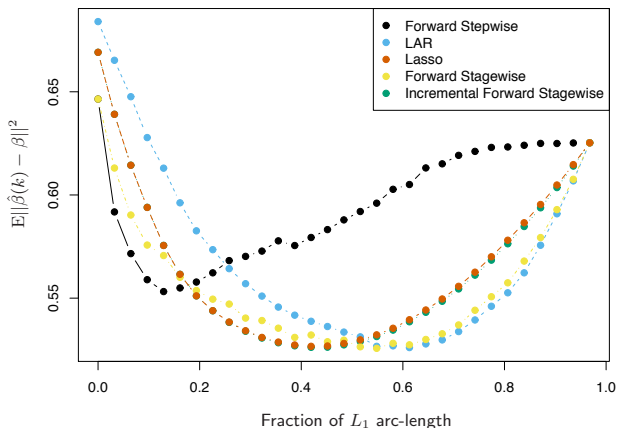 Forward Stepwise
LAR
Lasso
Forward Stagewise
Incremental Forward Stagewise
0.65
0.60
0.55
E||β̂(k) − β||²
0.0 0.2 0.4 0.6 0.8 1.0
Fraction of L₁ arc-length